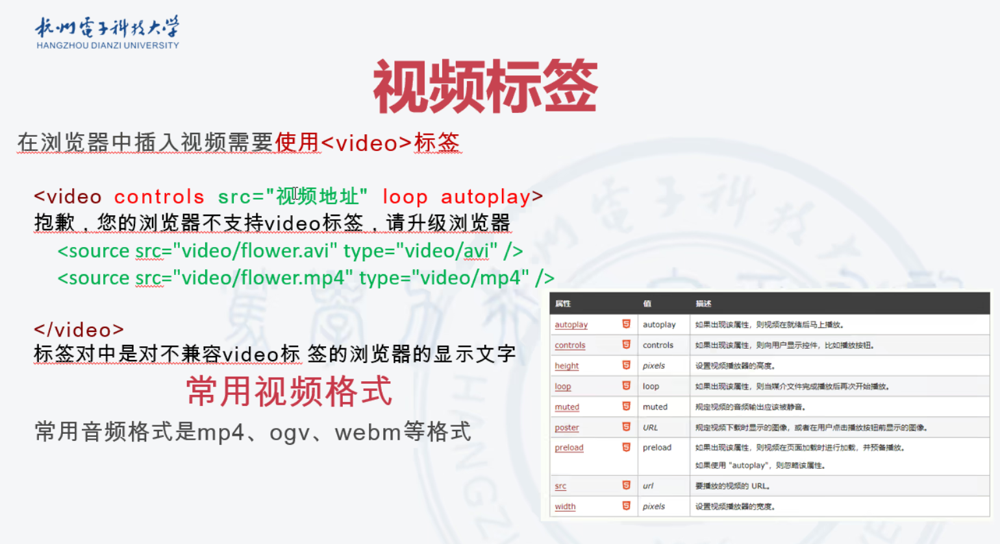 杭州電子科技大学
HANGZHOU DIANZI UNIVERSITY
视频标签
在浏览器中插入视频需要使用<video>标签
<video controls src="视频地址" loop autoplay>
抱歉，您的浏览器不支持video标签，请升级浏览器
<source src="video/flower.avi" type="video/avi" />
<source src="video/flower.mp4" type="video/mp4" />
</video>
标签对中是对不兼容video标 签的浏览器的显示文字
常用视频格式
常用音频格式是mp4、ogv、webm等格式
属性 值 描述
autoplay 5 autoplay 如果出现该属性，则视频在就绪后马上播放。
controls 5 controls 如果出现该属性，则向用户显示控件，比如播放按钮。
height 5 pixels 设置视频播放器的高度。
loop 5 loop 如果出现该属性，则当媒介文件完成播放后再次开始播放。
muted 5 muted 规定视频的音频输出应该被静音。
poster 5 URL 规定视频下载时显示的图像，或者在用户点击播放按钮前显示的图像。
preload 5 preload 如果出现该属性，则视频在页面加载时进行加载，并预备播放。
如果使用 "autoplay"，则忽略该属性。
src 5 url 要播放的视频的 URL。
width 5 pixels 设置视频播放器的宽度。